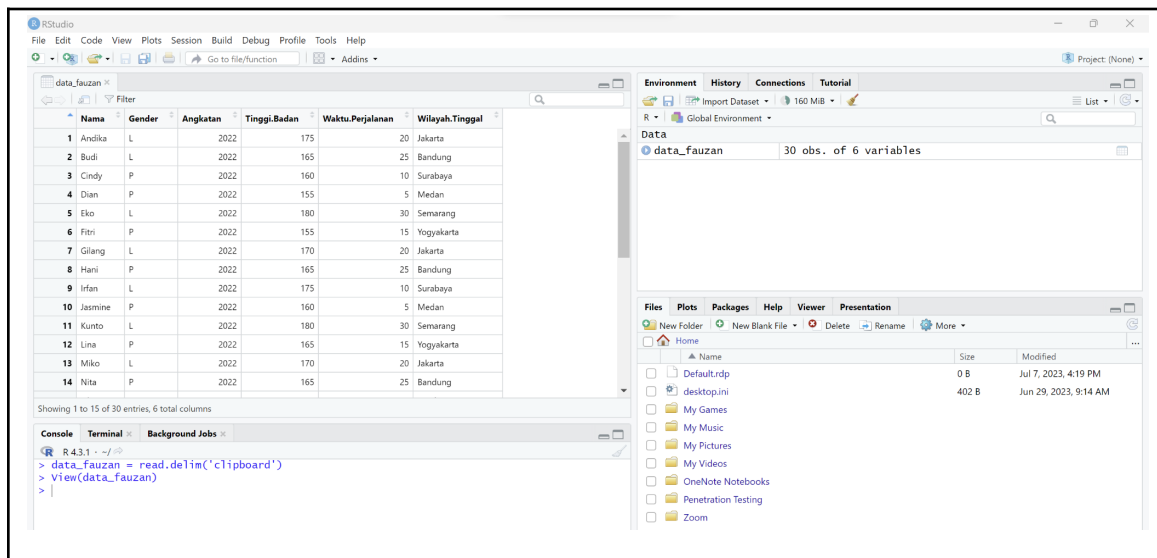 RStudio
File Edit Code View Plots Session Build Debug Profile Tools Help
Go to file/function Addins Project: (None)
data_fauzan
Filter
Nama Gender Angkatan Tinggi.Badan Waktu.Perjalanan Wilayah.Tinggal
1 Andika L 2022 175 20 Jakarta
2 Budi L 2022 165 25 Bandung
3 Cindy P 2022 160 10 Surabaya
4 Dian P 2022 155 5 Medan
5 Eko L 2022 180 30 Semarang
6 Fitri P 2022 155 15 Yogyakarta
7 Gilang L 2022 170 20 Jakarta
8 Hani P 2022 165 25 Bandung
9 Irfan L 2022 175 10 Surabaya
10 Jasmine P 2022 160 5 Medan
11 Kunto L 2022 180 30 Semarang
12 Lina P 2022 165 15 Yogyakarta
13 Miko L 2022 170 20 Jakarta
14 Nita P 2022 165 25 Bandung
Showing 1 to 15 of 30 entries, 6 total columns
Console Terminal Background Jobs
R 4.3.1 · ~/
> data_fauzan = read.delim('clipboard')
> View(data_fauzan)
>
Environment History Connections Tutorial
Import Dataset 160 MiB List
R Global Environment
Data
data_fauzan 30 obs. of 6 variables
Files Plots Packages Help Viewer Presentation
New Folder New Blank File Delete Rename More
Home ...
Name Size Modified
Default.rdp 0 B Jul 7, 2023, 4:19 PM
desktop.ini 402 B Jun 29, 2023, 9:14 AM
My Games
My Music
My Pictures
My Videos
OneNote Notebooks
Penetration Testing
Zoom